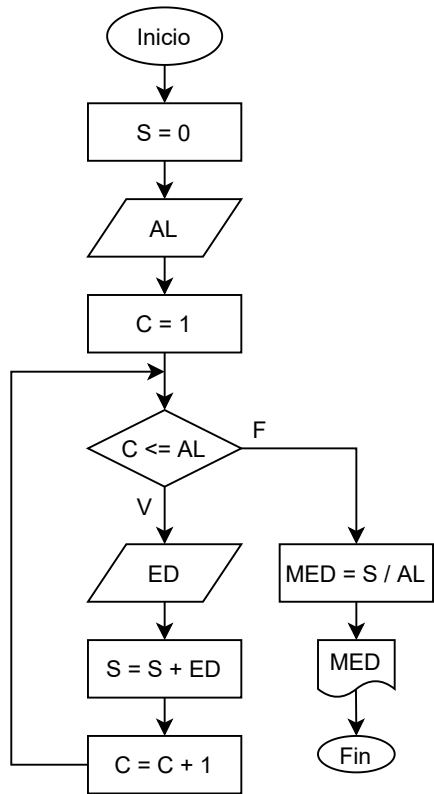 Inicio
S = 0
AL
C = 1
C <= AL
F
V
ED
MED = S / AL
S = S + ED
MED
C = C + 1
Fin